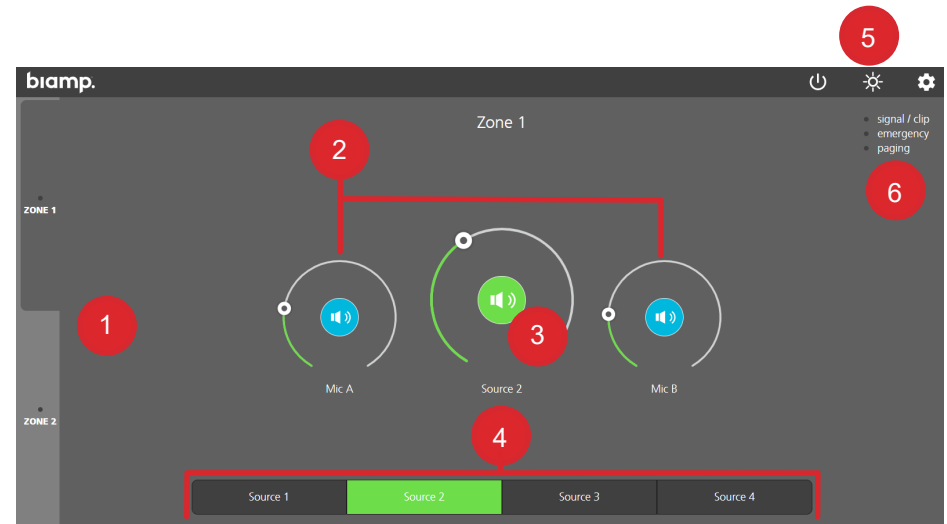 5
biamp.
Zone 1
signal / clip
emergency
paging
2
6
ZONE 1
1
3
Mic A
Source 2
Mic B
ZONE 2
4
Source 1
Source 2
Source 3
Source 4